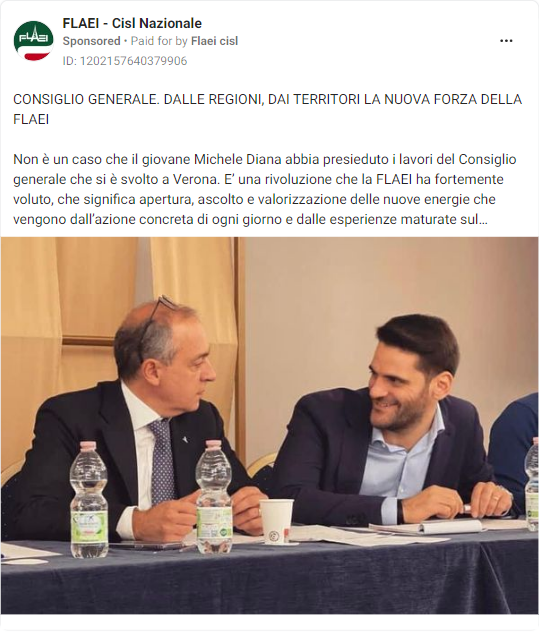 FLAEI
FLAEI - Cisl Nazionale
Sponsored • Paid for by Flaei cisl
ID: 1202157640379906
CONSIGLIO GENERALE. DALLE REGIONI, DAI TERRITORI LA NUOVA FORZA DELLA
FLAEI
Non è un caso che il giovane Michele Diana abbia presieduto i lavori del Consiglio
generale che si è svolto a Verona. E’ una rivoluzione che la FLAEI ha fortemente
voluto, che significa apertura, ascolto e valorizzazione delle nuove energie che
vengono dall’azione concreta di ogni giorno e dalle esperienze maturate sul…